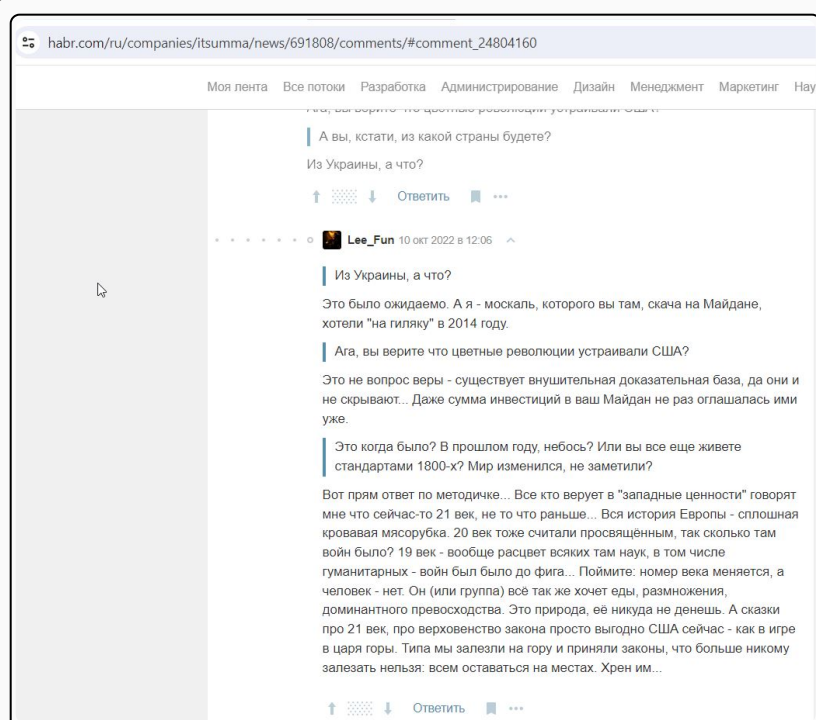 habr.com/ru/companies/itsumma/news/691808/comments/#comment_24804160
Моя лента Все потоки Разработка Администрирование Дизайн Менеджмент Маркетинг Нау
Ага, вы верите что цветные революции устраивали США?
А вы, кстати, из какой страны будете?
Из Украины, а что?
Ответить
Lee_Fun 10 окт 2022 в 12:06
Из Украины, а что?
Это было ожидаемо. А я - москаль, которого вы там, скача на Майдане,
хотели "на гиляку" в 2014 году.
Ага, вы верите что цветные революции устраивали США?
Это не вопрос веры - существует внушительная доказательная база, да они и
не скрывают... Даже сумма инвестиций в ваш Майдан не раз оглашалась ими
уже.
Это когда было? В прошлом году, небось? Или вы все еще живете
стандартами 1800-х? Мир изменился, не заметили?
Вот прям ответ по методичке... Все кто верует в "западные ценности" говорят
мне что сейчас-то 21 век, не то что раньше... Вся история Европы - сплошная
кровавая мясорубка. 20 век тоже считали просвящённым, так сколько там
войн было? 19 век - вообще расцвет всяких там наук, в том числе
гуманитарных - войн был было до фига... Поймите: номер века меняется, а
человек - нет. Он (или группа) всё так же хочет еды, размножения,
доминантного превосходства. Это природа, её никуда не денешь. А сказки
про 21 век, про верховенство закона просто выгодно США сейчас - как в игре
в царя горы. Типа мы залезли на гору и приняли законы, что больше никому
залезать нельзя: всем оставаться на местах. Хрен им...
Ответить